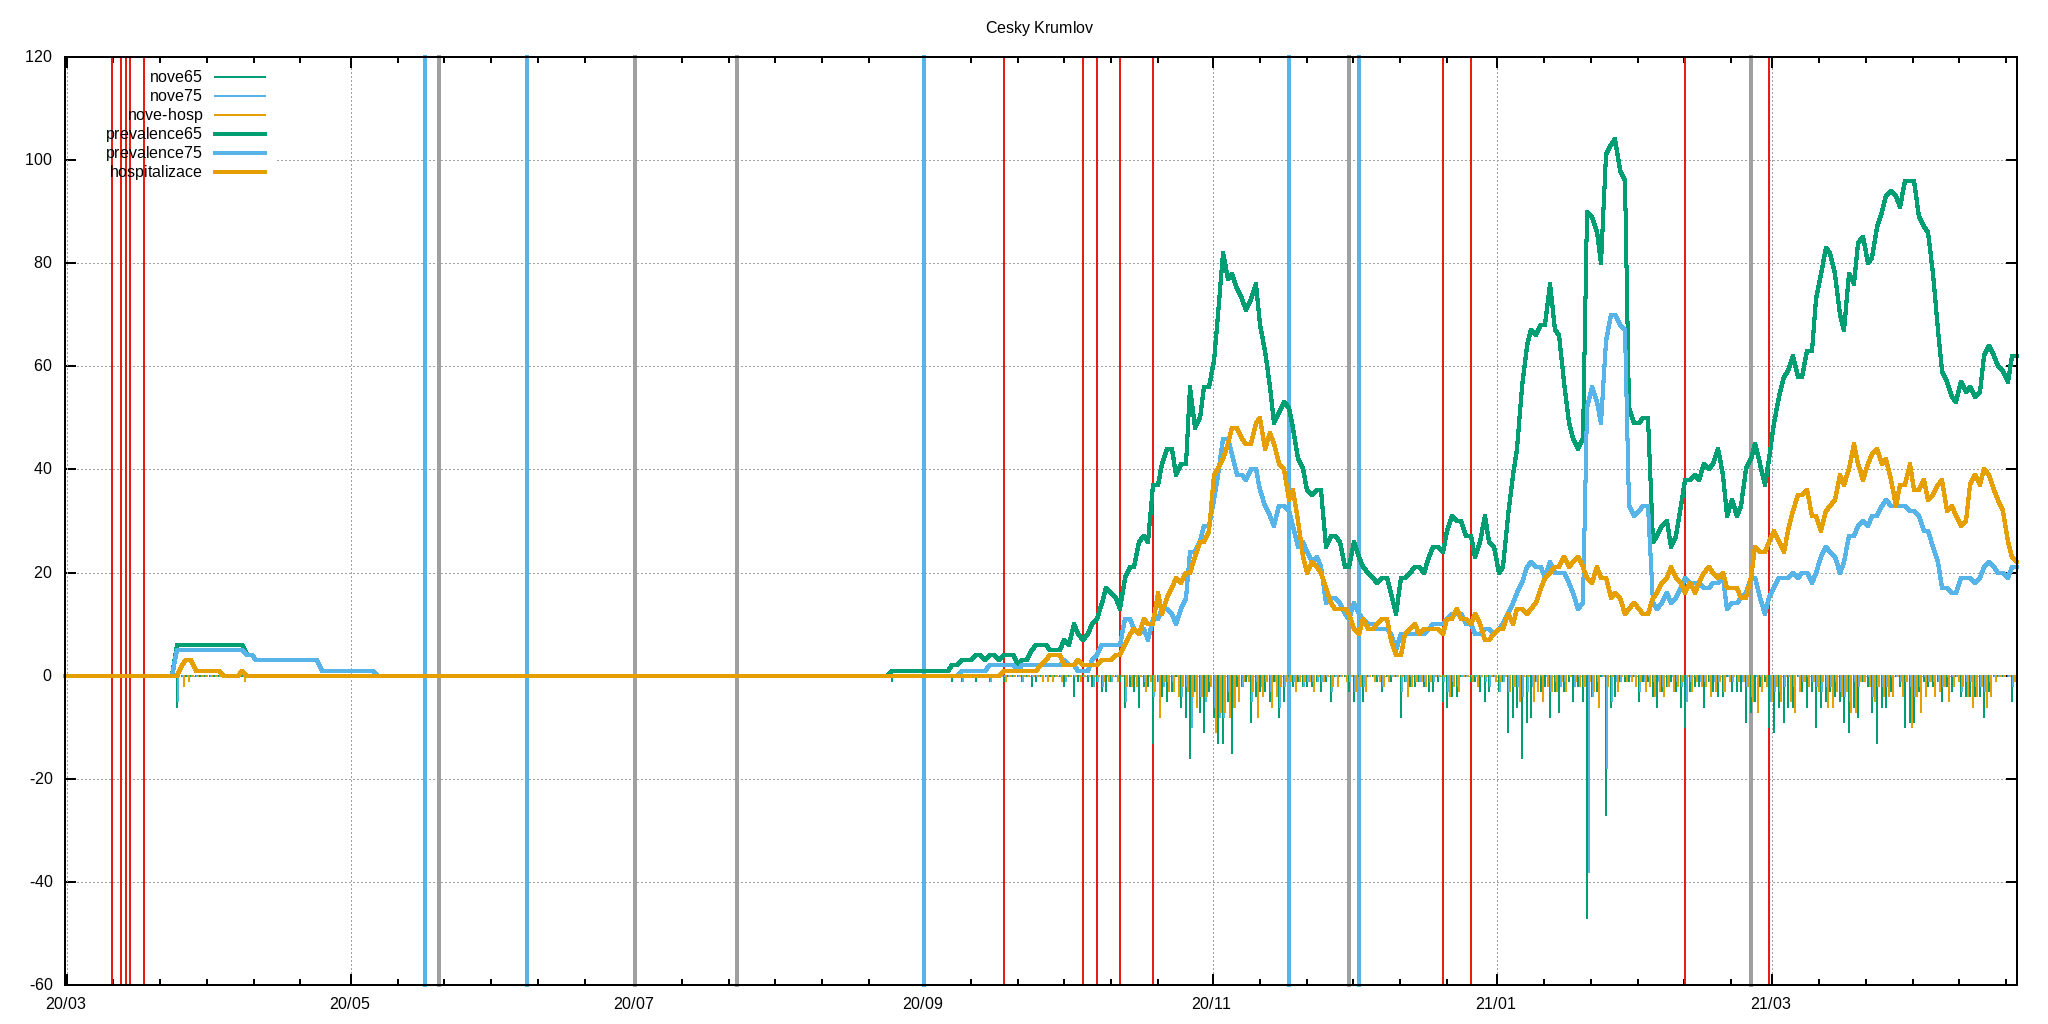 Cesky Krumlov
120
100
80
60
40
20
0
-20
-40
-60
nove65
nove75
nove-hosp
prevalence65
prevalence75
hospitalizace
20/03 20/05 20/07 20/09 20/11 21/01 21/03